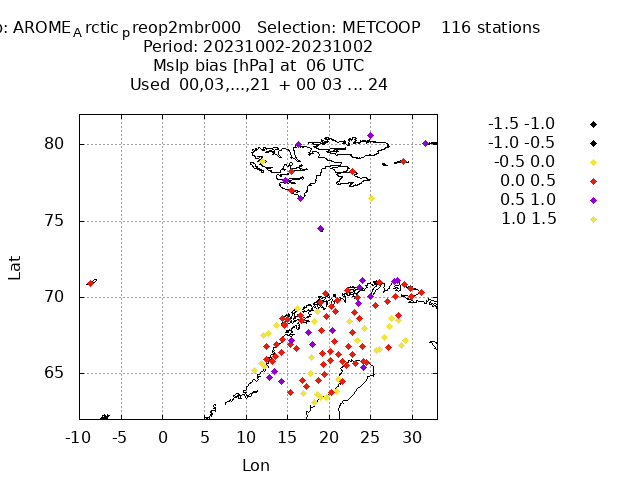 : AROME A rctic p reop2mbr000 Selection: METCOOP 116 stations
Period: 20231002-20231002
Mslp bias [hPa] at 06 UTC
Used 00,03,...,21 + 00 03 ... 24
-1.5 -1.0
-1.0 -0.5
-0.5 0.0
0.0 0.5
0.5 1.0
1.0 1.5
80
75
70
65
Lat
-10 -5 0 5 10 15 20 25 30
Lon